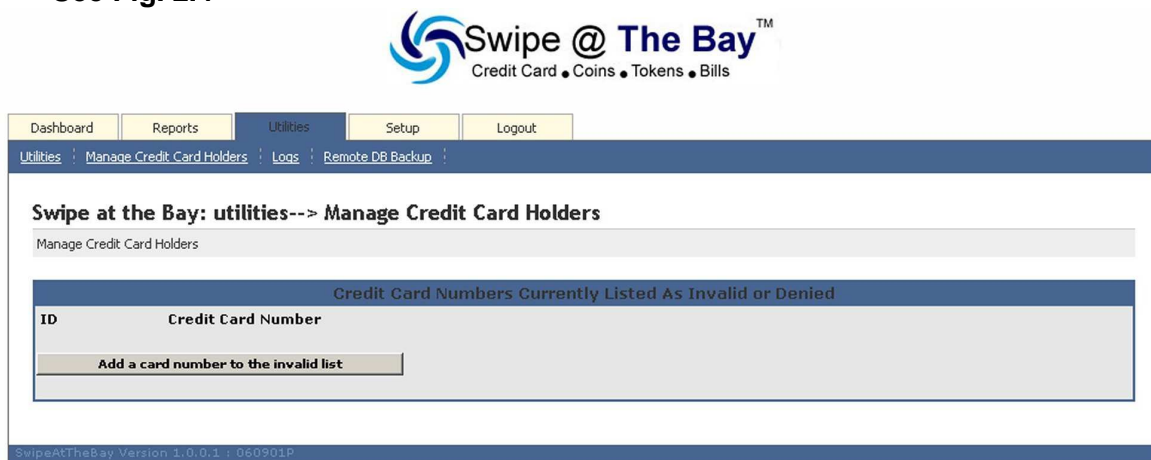 Swipe @ The Bay™
Credit Card • Coins • Tokens • Bills
Dashboard Reports Utilities Setup Logout
Utilities Manage Credit Card Holders Logs Remote DB Backup
Swipe at the Bay: utilities--> Manage Credit Card Holders
Manage Credit Card Holders
Credit Card Numbers Currently Listed As Invalid or Denied
ID Credit Card Number
Add a card number to the invalid list
SwipeAtTheBay Version 1.0.0.1 : 060901P